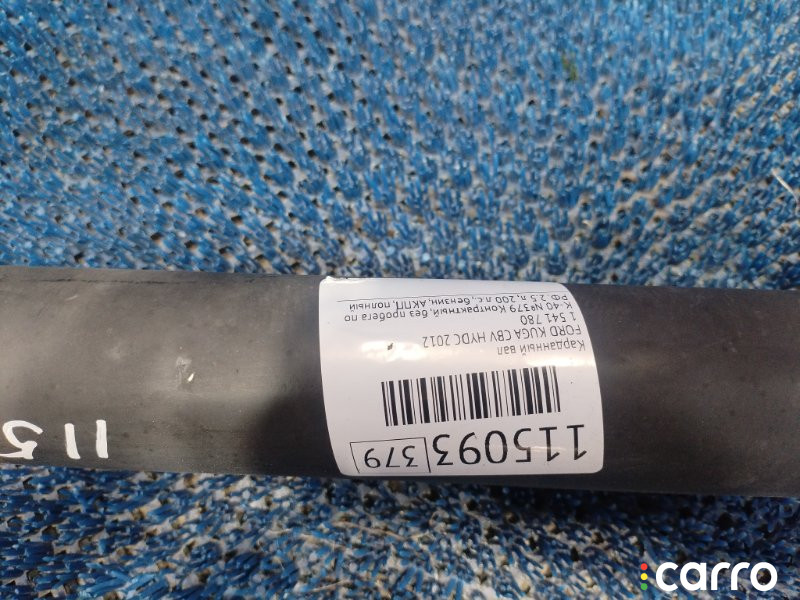 115093 379
Карданный вал
FORD KUGA CBV HYDC 2012
1 541 780
К-40 №379 Контрактный, без пробега по
РФ. 2.5 л, 200 л.с., бензин, АКПП, полный
115
carro